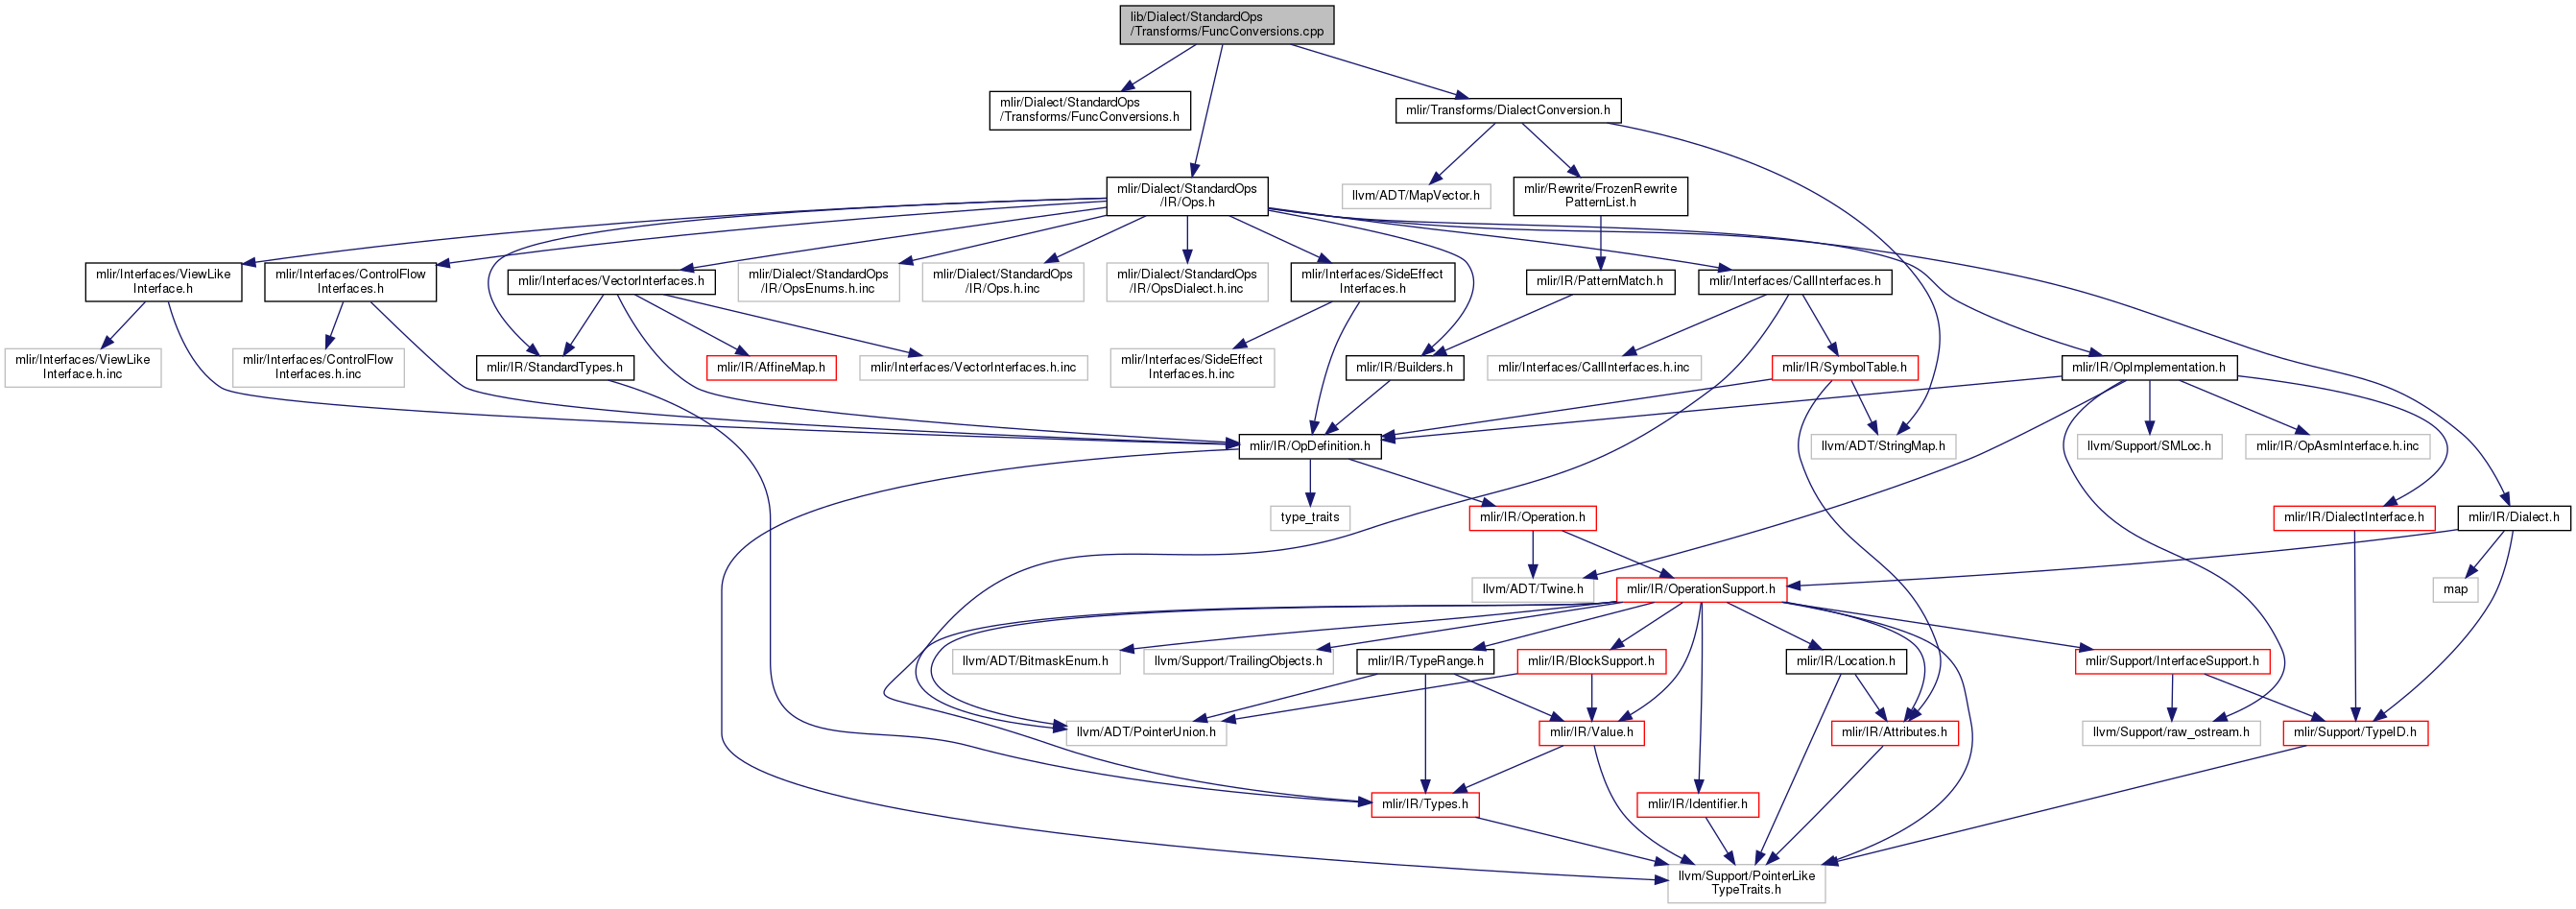 lib/Dialect/StandardOps
/Transforms/FuncConversions.cpp
mlir/Dialect/StandardOps
/Transforms/FuncConversions.h
mlir/Transforms/DialectConversion.h
mlir/Dialect/StandardOps
/IR/Ops.h
llvm/ADT/MapVector.h
mlir/Rewrite/FrozenRewrite
PatternList.h
mlir/Interfaces/ViewLike
Interface.h
mlir/Interfaces/ControlFlow
Interfaces.h
mlir/Interfaces/VectorInterfaces.h
mlir/Dialect/StandardOps
/IR/OpsEnums.h.inc
mlir/Dialect/StandardOps
/IR/Ops.h.inc
mlir/Dialect/StandardOps
/IR/OpsDialect.h.inc
mlir/Interfaces/SideEffect
Interfaces.h
mlir/IR/PatternMatch.h
mlir/Interfaces/CallInterfaces.h
mlir/Interfaces/ViewLike
Interface.h.inc
mlir/Interfaces/ControlFlow
Interfaces.h.inc
mlir/IR/StandardTypes.h
mlir/IR/AffineMap.h
mlir/Interfaces/VectorInterfaces.h.inc
mlir/Interfaces/SideEffect
Interfaces.h.inc
mlir/IR/Builders.h
mlir/Interfaces/CallInterfaces.h.inc
mlir/IR/SymbolTable.h
mlir/IR/OpImplementation.h
mlir/IR/OpDefinition.h
llvm/ADT/StringMap.h
llvm/Support/SMLoc.h
mlir/IR/OpAsmInterface.h.inc
type_traits
mlir/IR/Operation.h
mlir/IR/DialectInterface.h
mlir/IR/Dialect.h
llvm/ADT/Twine.h
mlir/IR/OperationSupport.h
map
llvm/ADT/BitmaskEnum.h
llvm/Support/TrailingObjects.h
mlir/IR/TypeRange.h
mlir/IR/BlockSupport.h
mlir/IR/Location.h
mlir/Support/InterfaceSupport.h
llvm/ADT/PointerUnion.h
mlir/IR/Value.h
mlir/IR/Attributes.h
llvm/Support/raw_ostream.h
mlir/Support/TypeID.h
mlir/IR/Types.h
mlir/IR/Identifier.h
llvm/Support/PointerLike
TypeTraits.h